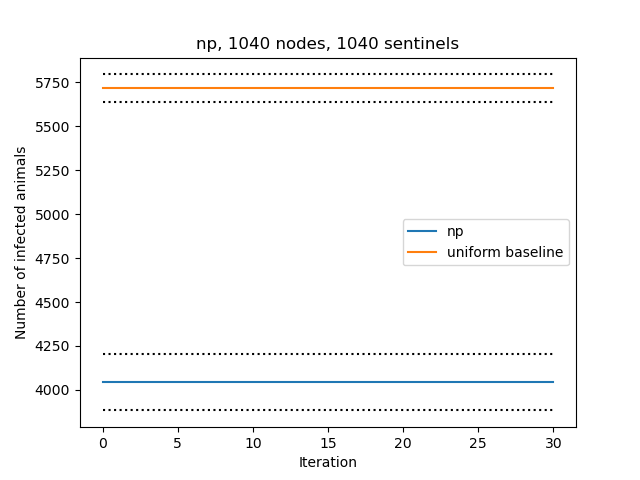 np, 1040 nodes, 1040 sentinels
5750
5500
5250
5000
4750
4500
4250
4000
Number of infected animals
np
uniform baseline
0 5 10 15 20 25 30
Iteration